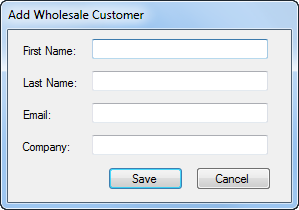 Add Wholesale Customer
First Name:
Last Name:
Email:
Company:
Save Cancel